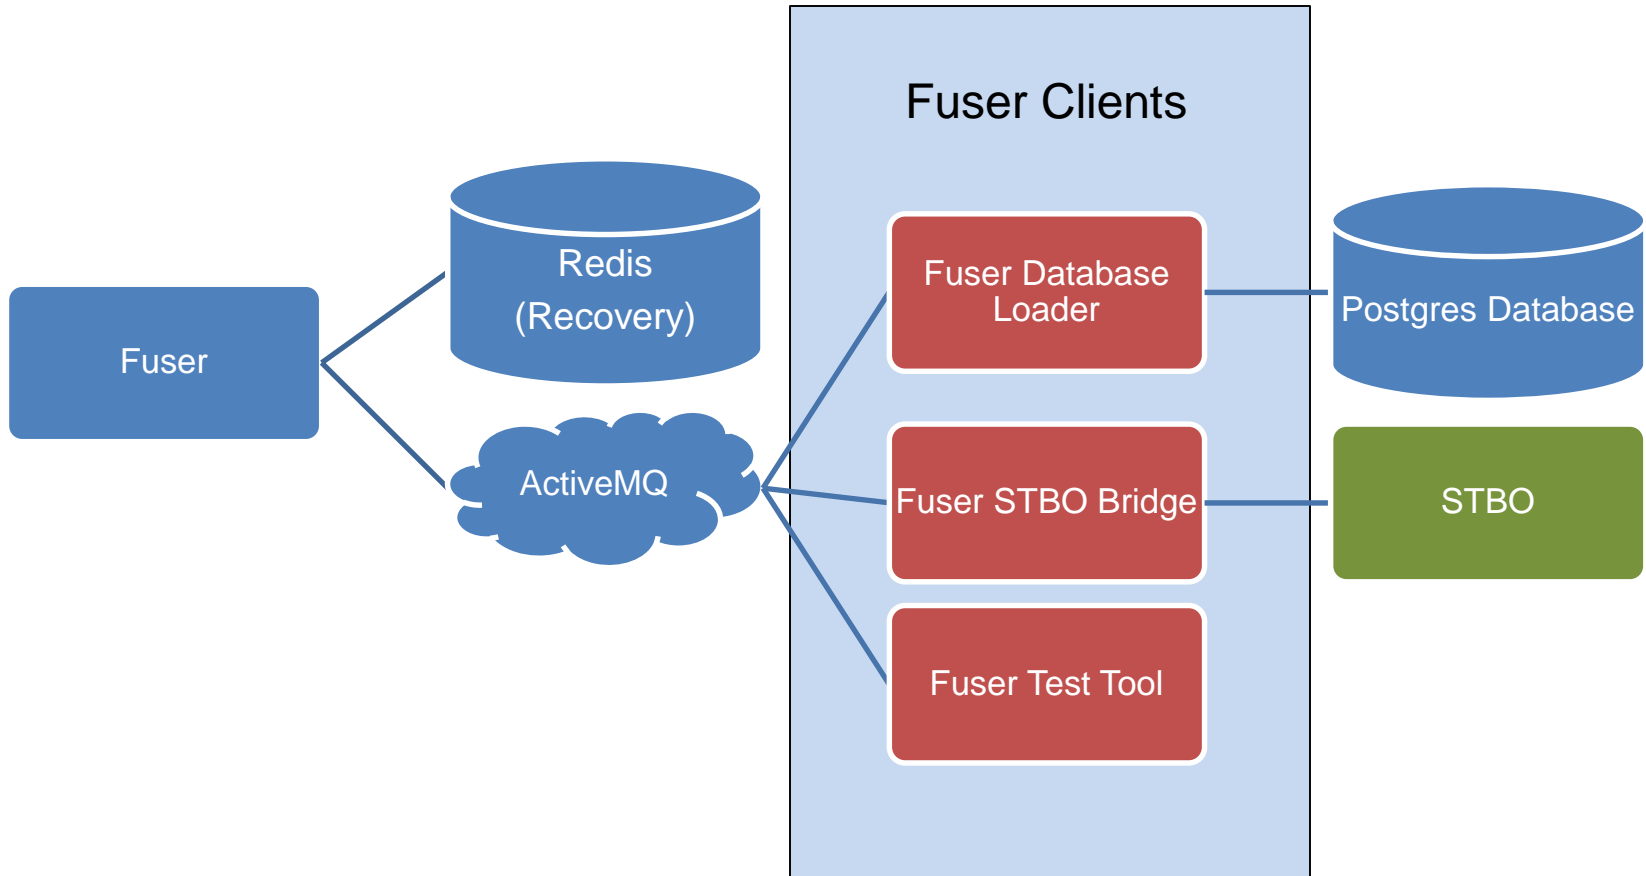 Fuser Clients
Redis
(Recovery)
Fuser Database
Loader
Postgres Database
Fuser
ActiveMQ
Fuser STBO Bridge
STBO
Fuser Test Tool